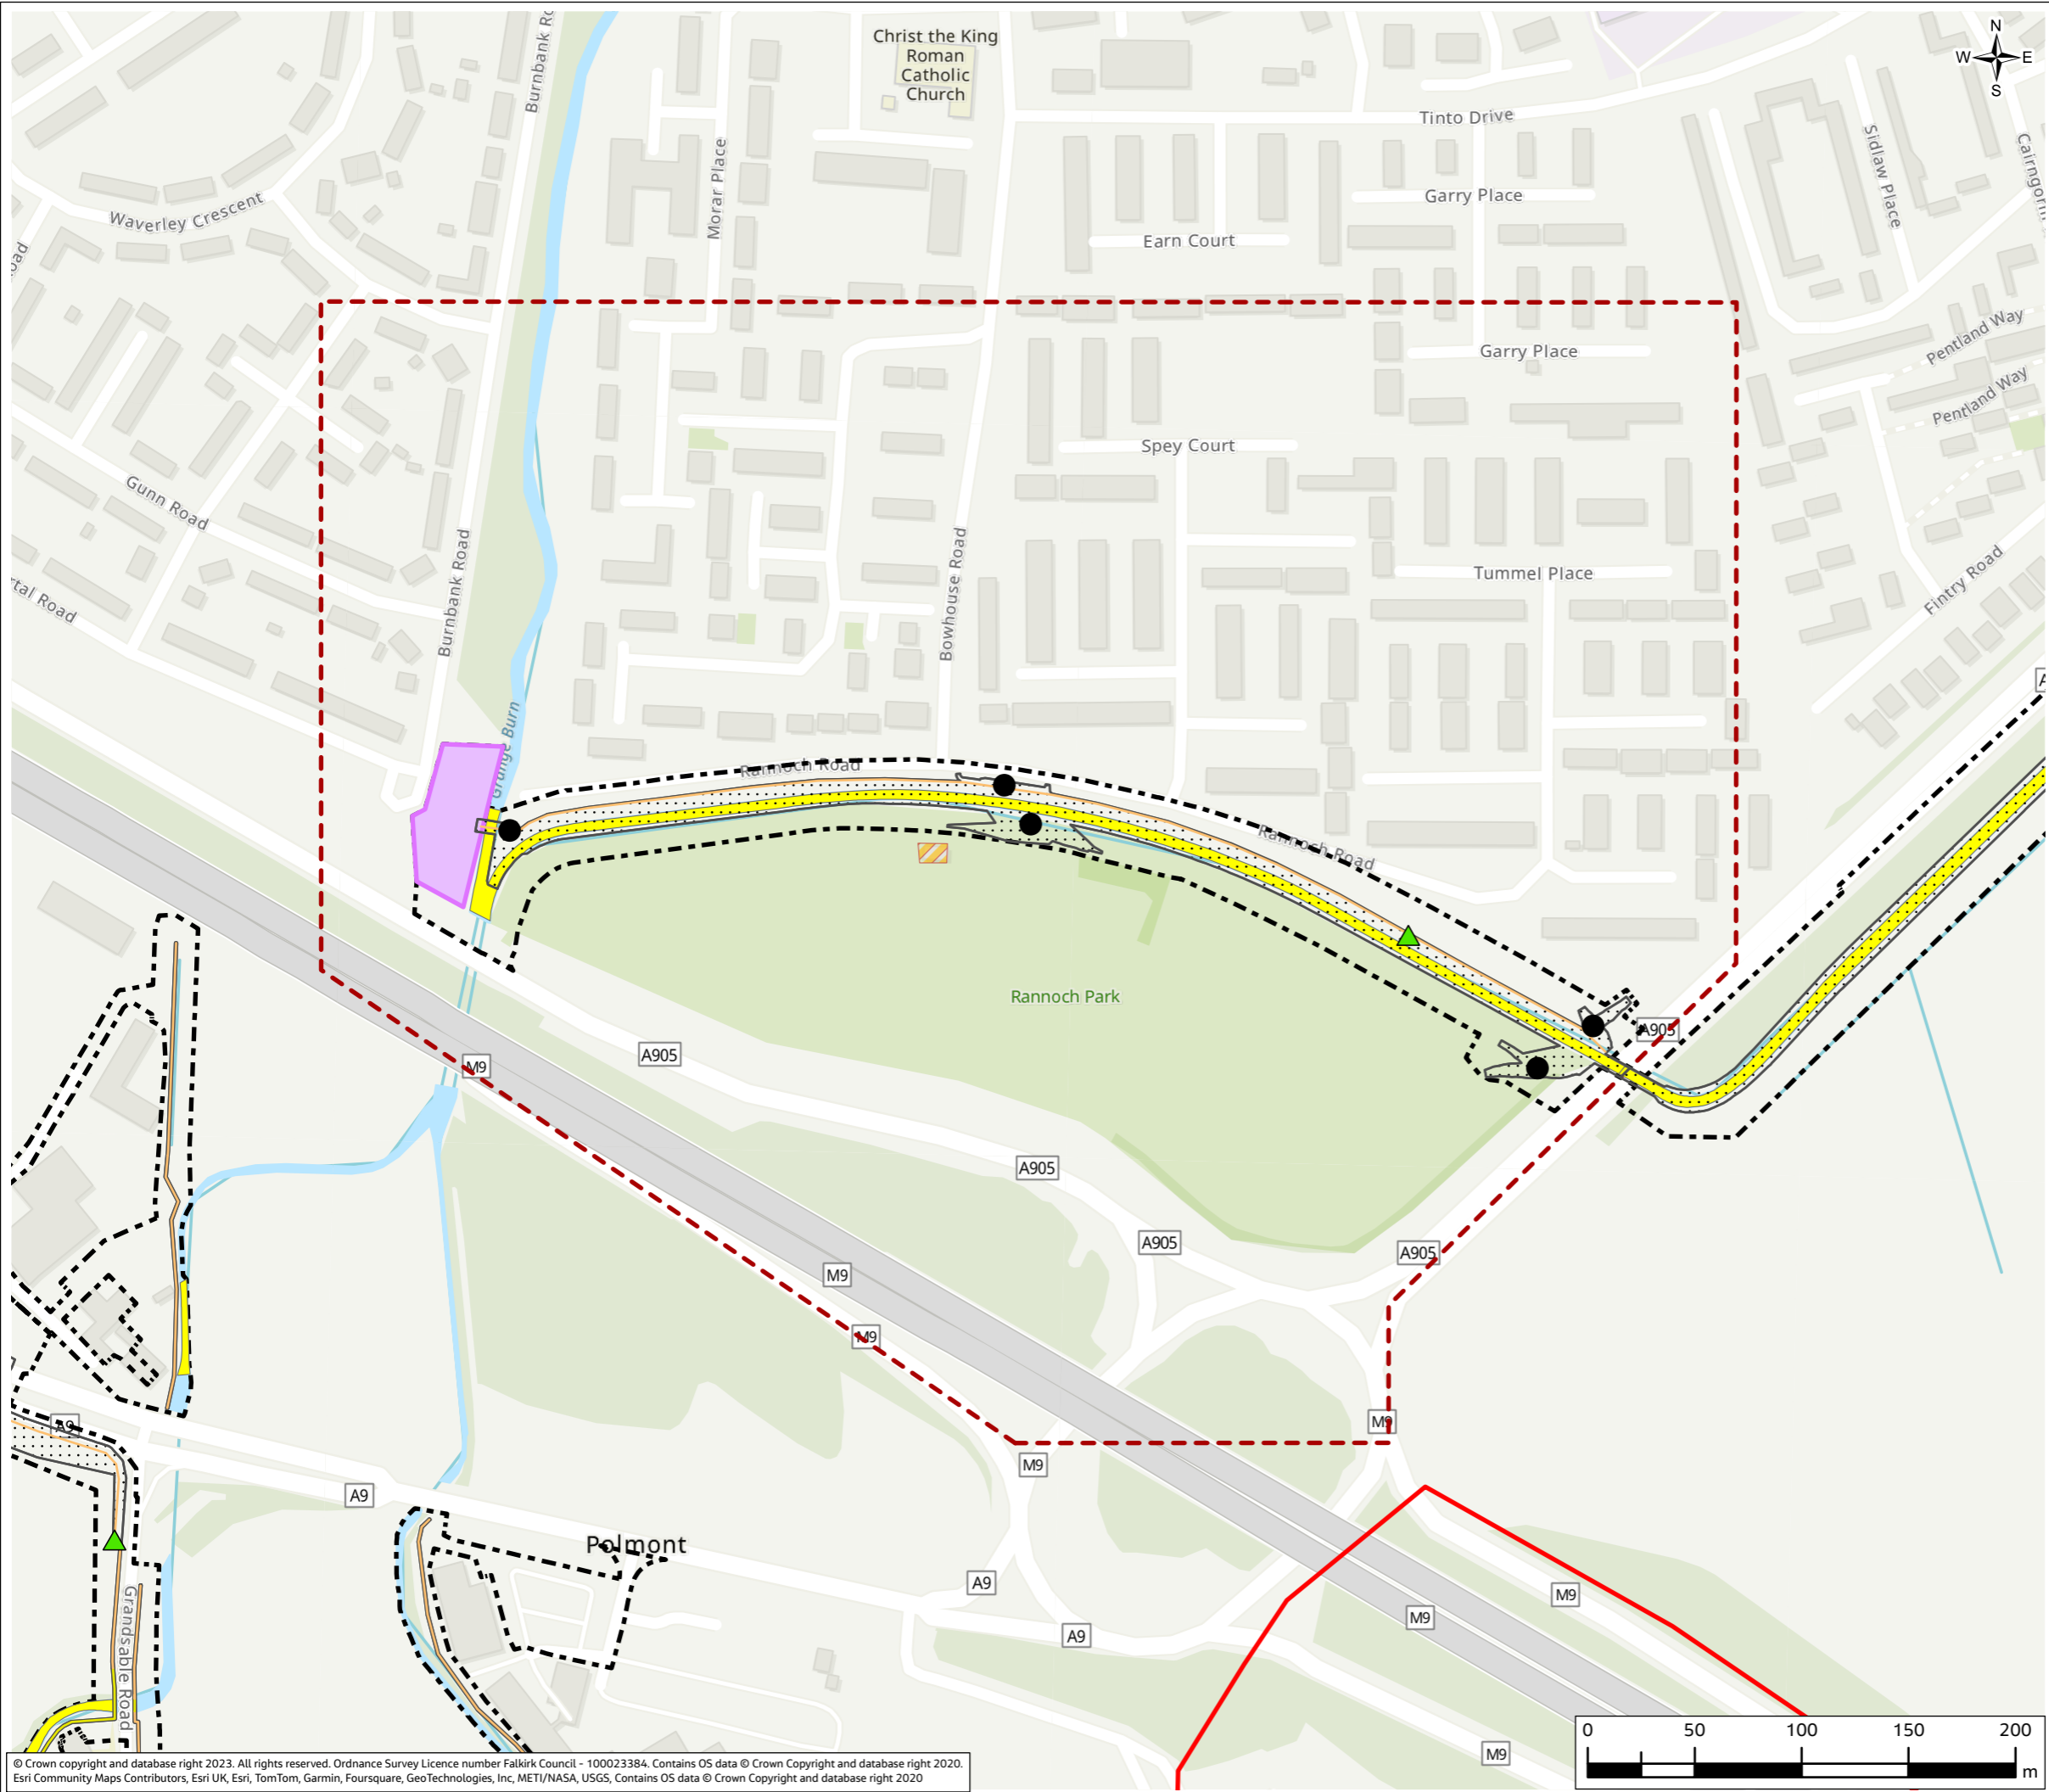 Christ the King
Roman
Catholic
Church
N
W E
S
Burnbank Ro
Tinto Drive
Sidlaw Place
Cairngorm
Morar Place
Waverley Crescent
Garry Place
Earn Court
oad
Pentland Way
Garry Place
Pentland Way
Spey Court
Gunn Road
Burnbank Road
Bowhouse Road
Tummel Place
Fintry Road
rtal Road
A
Grange Burn
Rannoch Road
Rannoch Road
Rannoch Park
A905
A905
M9
A905
A905
A905
M9
M9
M9
A9
M9
A9
Polmont
A9
M9
M9
A9
Grandsable Road
M9
0 50 100 150 200
m
© Crown copyright and database right 2023. All rights reserved. Ordnance Survey Licence number Falkirk Council - 100023384. Contains OS data © Crown Copyright and database right 2020.
Esri Community Maps Contributors, Esri UK, Esri, TomTom, Garmin, Foursquare, GeoTechnologies, Inc, METI/NASA, USGS, Contains OS data © Crown Copyright and database right 2020